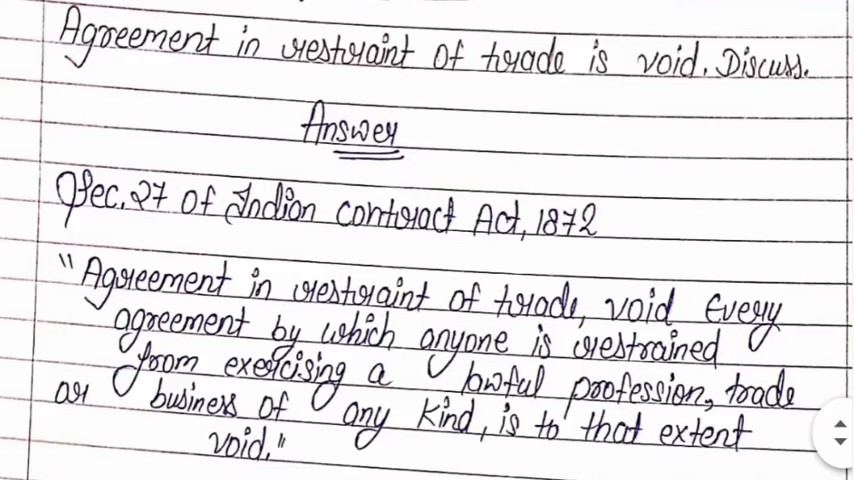 Agreement in restraint of trade is void. Discuss.
Answer
Sec. 27 of Indian Contract Act, 1872
"Agreement in restraint of trade, void Every
agreement by which anyone is restrained
from exercising a lawful profession, trade
or business of any kind, is to that extent
void."